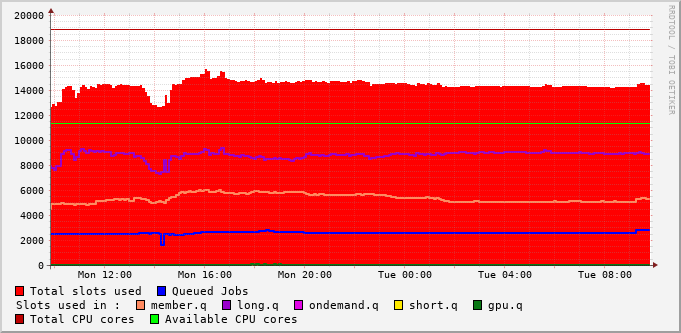 20000
18000
16000
14000
12000
10000
8000
6000
4000
2000
0
Mon 12:00 Mon 16:00 Mon 20:00 Tue 00:00 Tue 04:00 Tue 08:00
Total slots used Queued Jobs
Slots used in : member.q long.q ondemand.q short.q gpu.q
Total CPU cores Available CPU cores
RRDTOOL / TOBI OETIKER